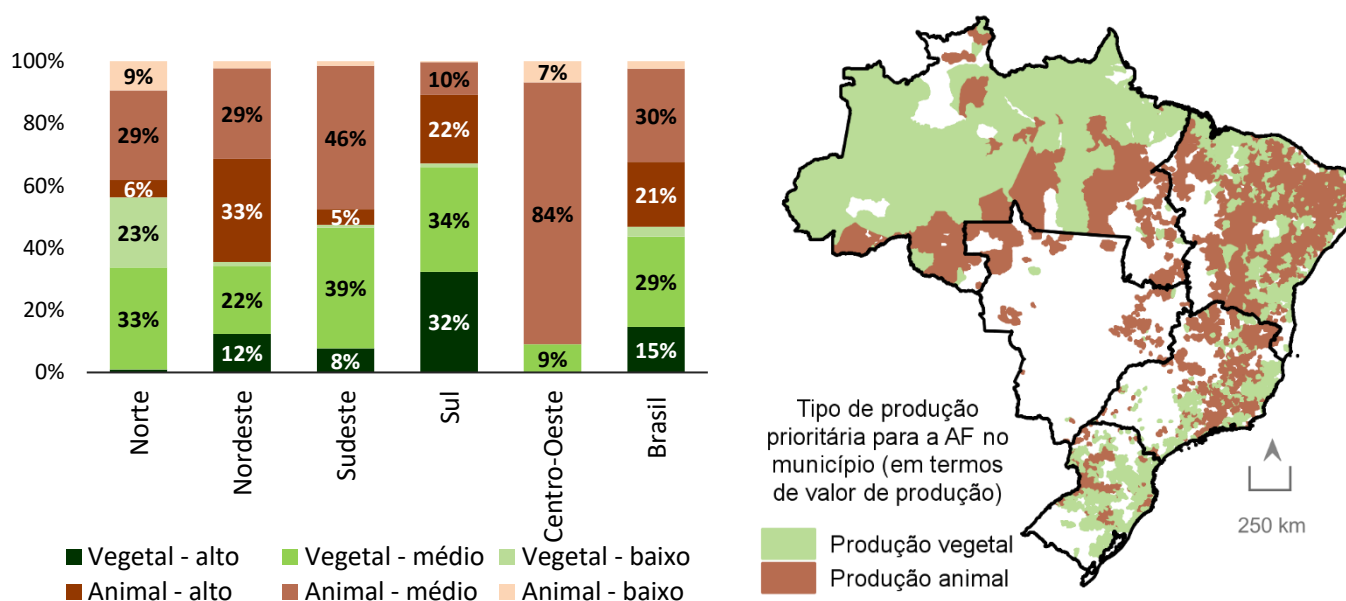 100%
80%
60%
40%
20%
0%
9%
29%
6%
23%
33%
29%
33%
22%
12%
46%
5%
39%
8%
10%
22%
34%
32%
7%
84%
9%
30%
21%
29%
15%
Norte
Nordeste
Sudeste
Sul
Centro-Oeste
Brasil
Vegetal - alto
Vegetal - médio
Vegetal - baixo
Animal - alto
Animal - médio
Animal - baixo
Tipo de produção
prioritária para a AF no
município (em termos
de valor de produção)
Produção vegetal
Produção animal
250 km